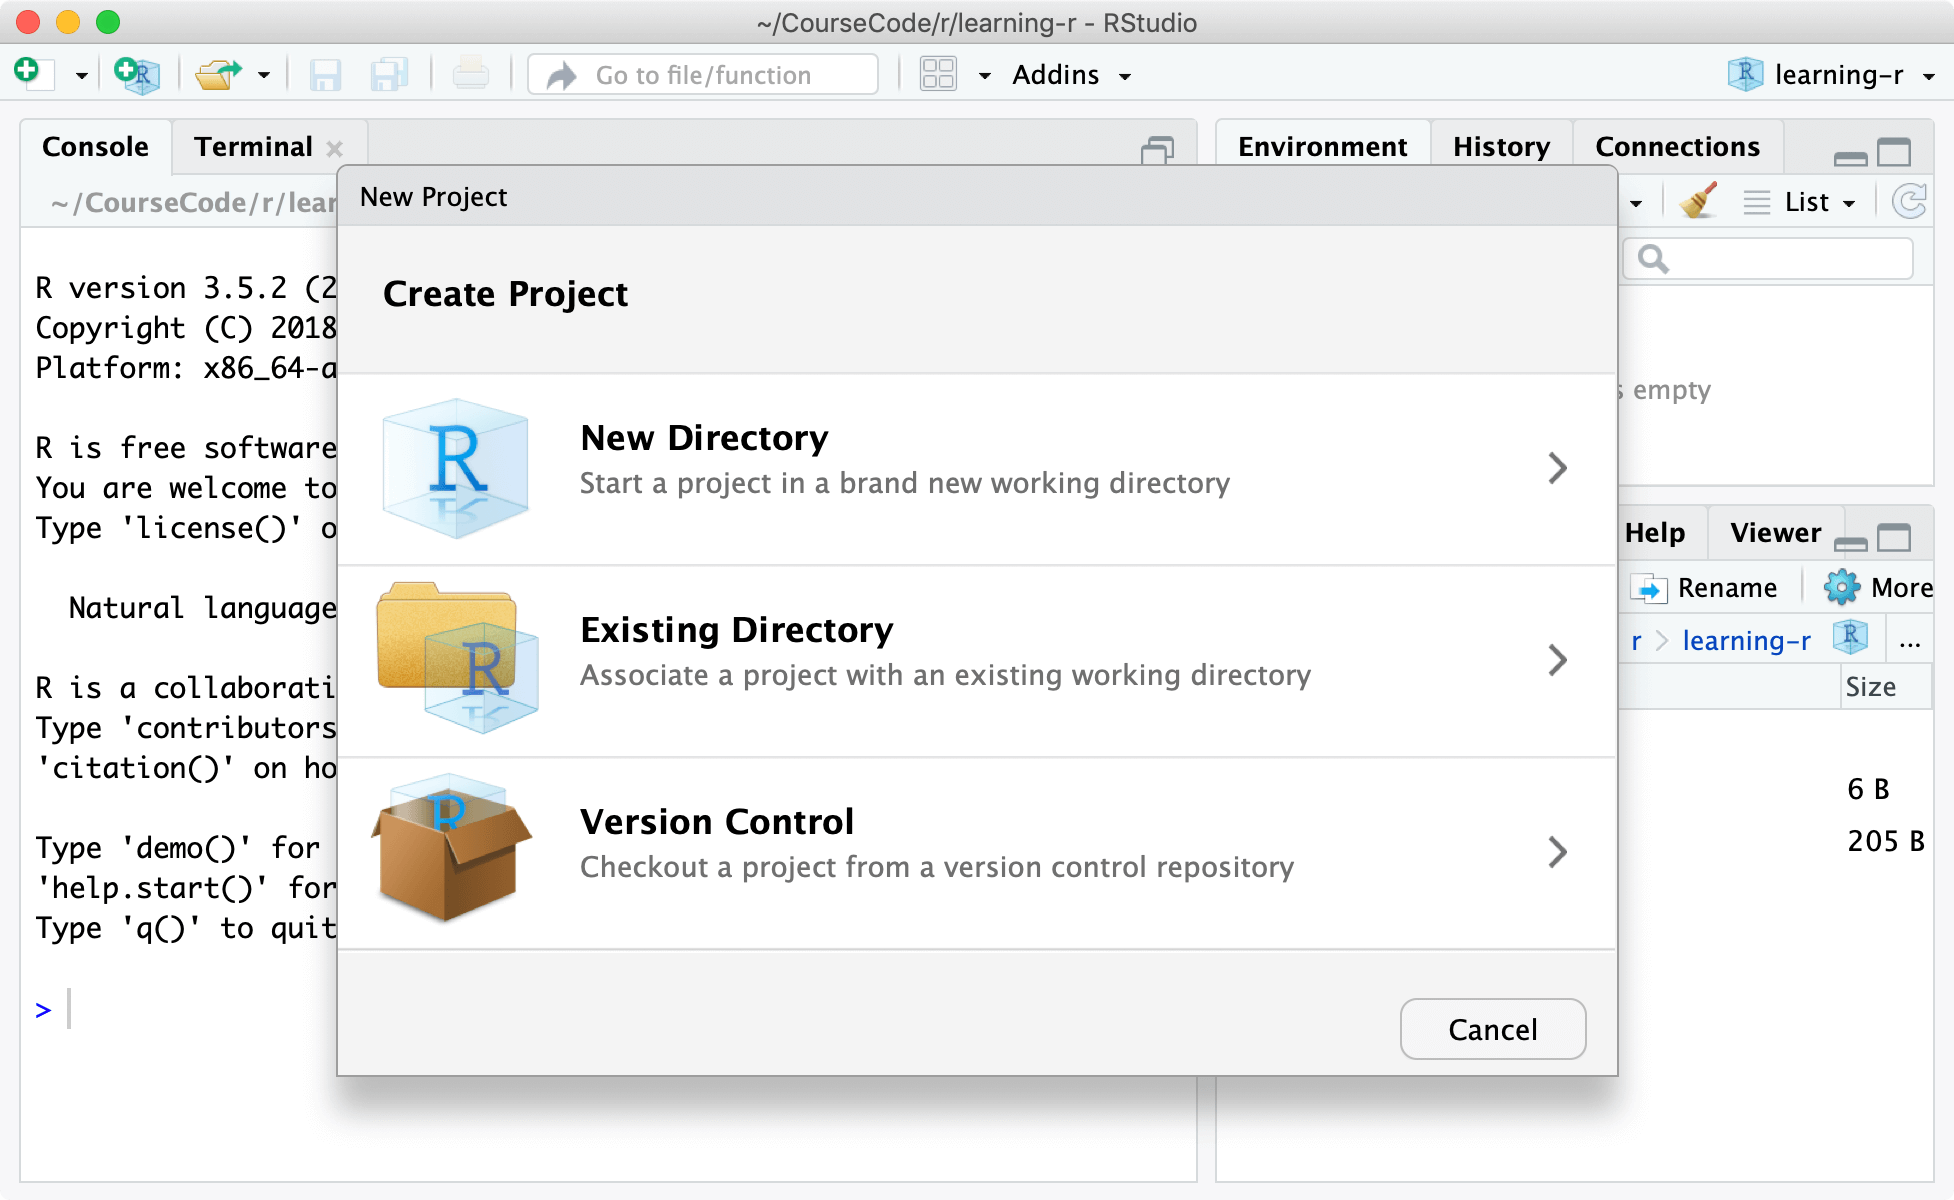 ~/CourseCode/r/learning-r - RStudio
Go to file/function
Addins
learning-r
Console
Terminal
Environment
History
Connections
~/CourseCode/r/lear
New Project
List
Create Project
R version 3.5.2 (2
Copyright (C) 2018
Platform: x86_64-a
empty
New Directory
Start a project in a brand new working directory
R is free software
You are welcome to
Type 'license()' o
Help
Viewer
Rename
More
Natural language
Existing Directory
Associate a project with an existing working directory
r
learning-r
...
Size
R is a collaborati
Type 'contributors
'citation()' on ho
6 B
205 B
Version Control
Checkout a project from a version control repository
Type 'demo()' for
'help.start()' for
Type 'q()' to quit
>
Cancel